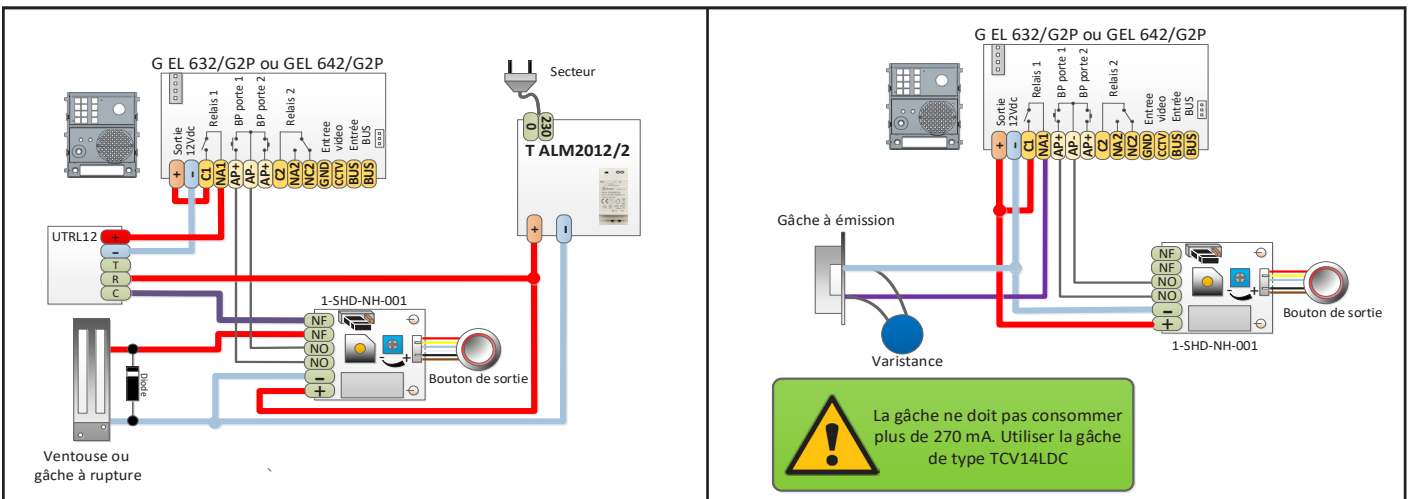 G EL 632/G2P ou GEL 642/G2P
Relais 1
BP porte 1
BP porte 2
Relais 2
Sortie
12Vdc
Entree
video
Entrée
BUS
+
-
C1
NA1
AP+
AP-
AP+
C2
NA2
NC2
GND
CCTV
BUS
BUS
Secteur
0
230
T ALM2012/2
+
-
UTRL12
+
-
T
R
C
1-SHD-NH-001
NF
NF
NO
NO
-
+
- +
Bouton de sortie
Diode
Ventouse ou
gâche à rupture
`
G EL 632/G2P ou GEL 642/G2P
Relais 1
BP porte 1
BP porte 2
Relais 2
Sortie
12Vdc
Entree
video
Entrée
BUS
+
-
C1
NA1
AP+
AP-
AP+
C2
NA2
NC2
GND
CCTV
BUS
BUS
Gâche à émission
Varistance
NF
NF
NO
NO
-
+
- +
Bouton de sortie
1-SHD-NH-001
La gâche ne doit pas consommer
plus de 270 mA. Utiliser la gâche
de type TCV14LDC